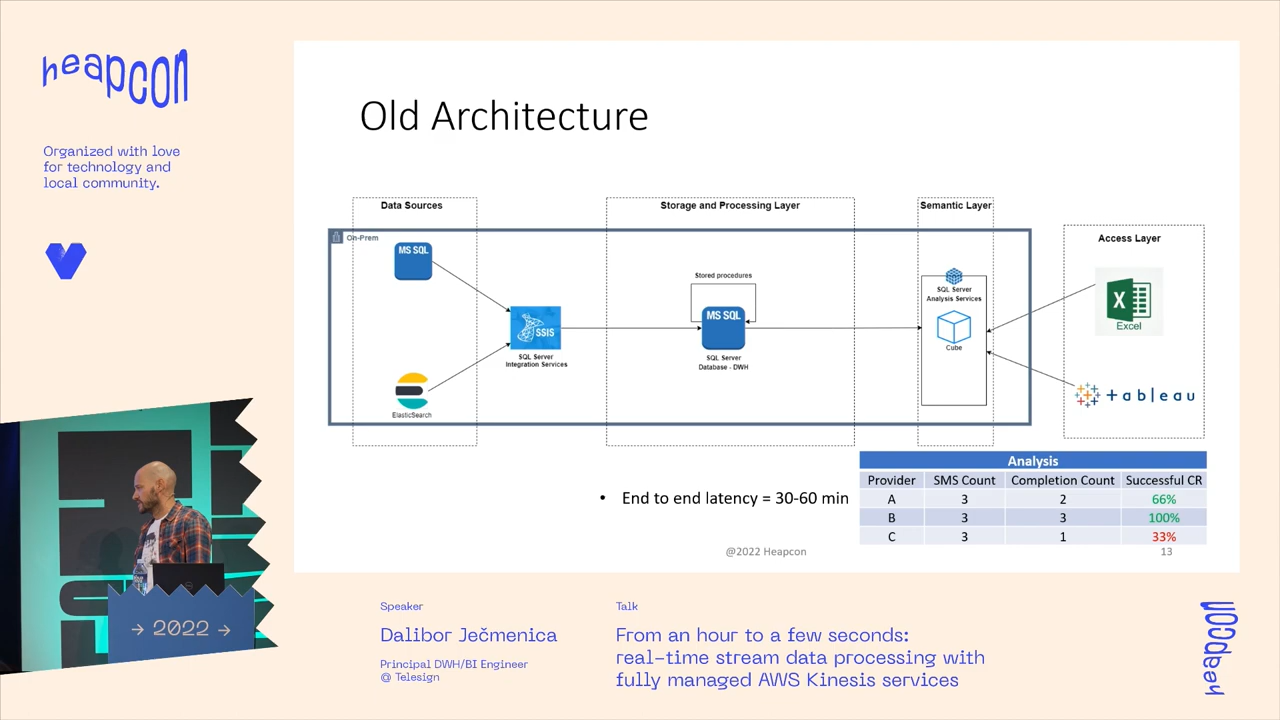 heapcon
Organized with love
for technology and
local community.
Old Architecture
Data Sources
Storage and Processing Layer
Semantic Layer
Access Layer
On-Prem
MS SQL
SSIS
SQL Server
Integration Services
ElasticSearch
Stored procedures
MS SQL
SQL Server
Database - DWH
SQL Server
Analysis Services
Cube
Excel
+ableau
Analysis
Provider SMS Count Completion Count Successful CR
A 3 2 66%
B 3 3 100%
C 3 1 33%
• End to end latency = 30-60 min
@2022 Heapcon
13
→ 2022 →
Speaker
Dalibor Ječmenica
Principal DWH/BI Engineer
@ Telesign
Talk
From an hour to a few seconds:
real-time stream data processing with
fully managed AWS Kinesis services
heapcon